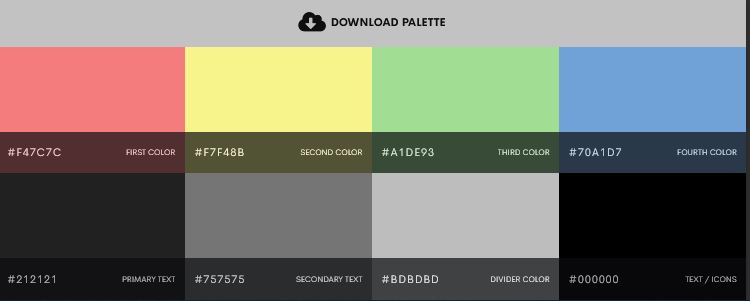 DOWNLOAD PALETTE
#F47C7C FIRST COLOR
#F7F48B SECOND COLOR
#A1DE93 THIRD COLOR
#70A1D7 FOURTH COLOR
#212121 PRIMARY TEXT
#757575 SECONDARY TEXT
#BDBDBD DIVIDER COLOR
#000000 TEXT / ICONS